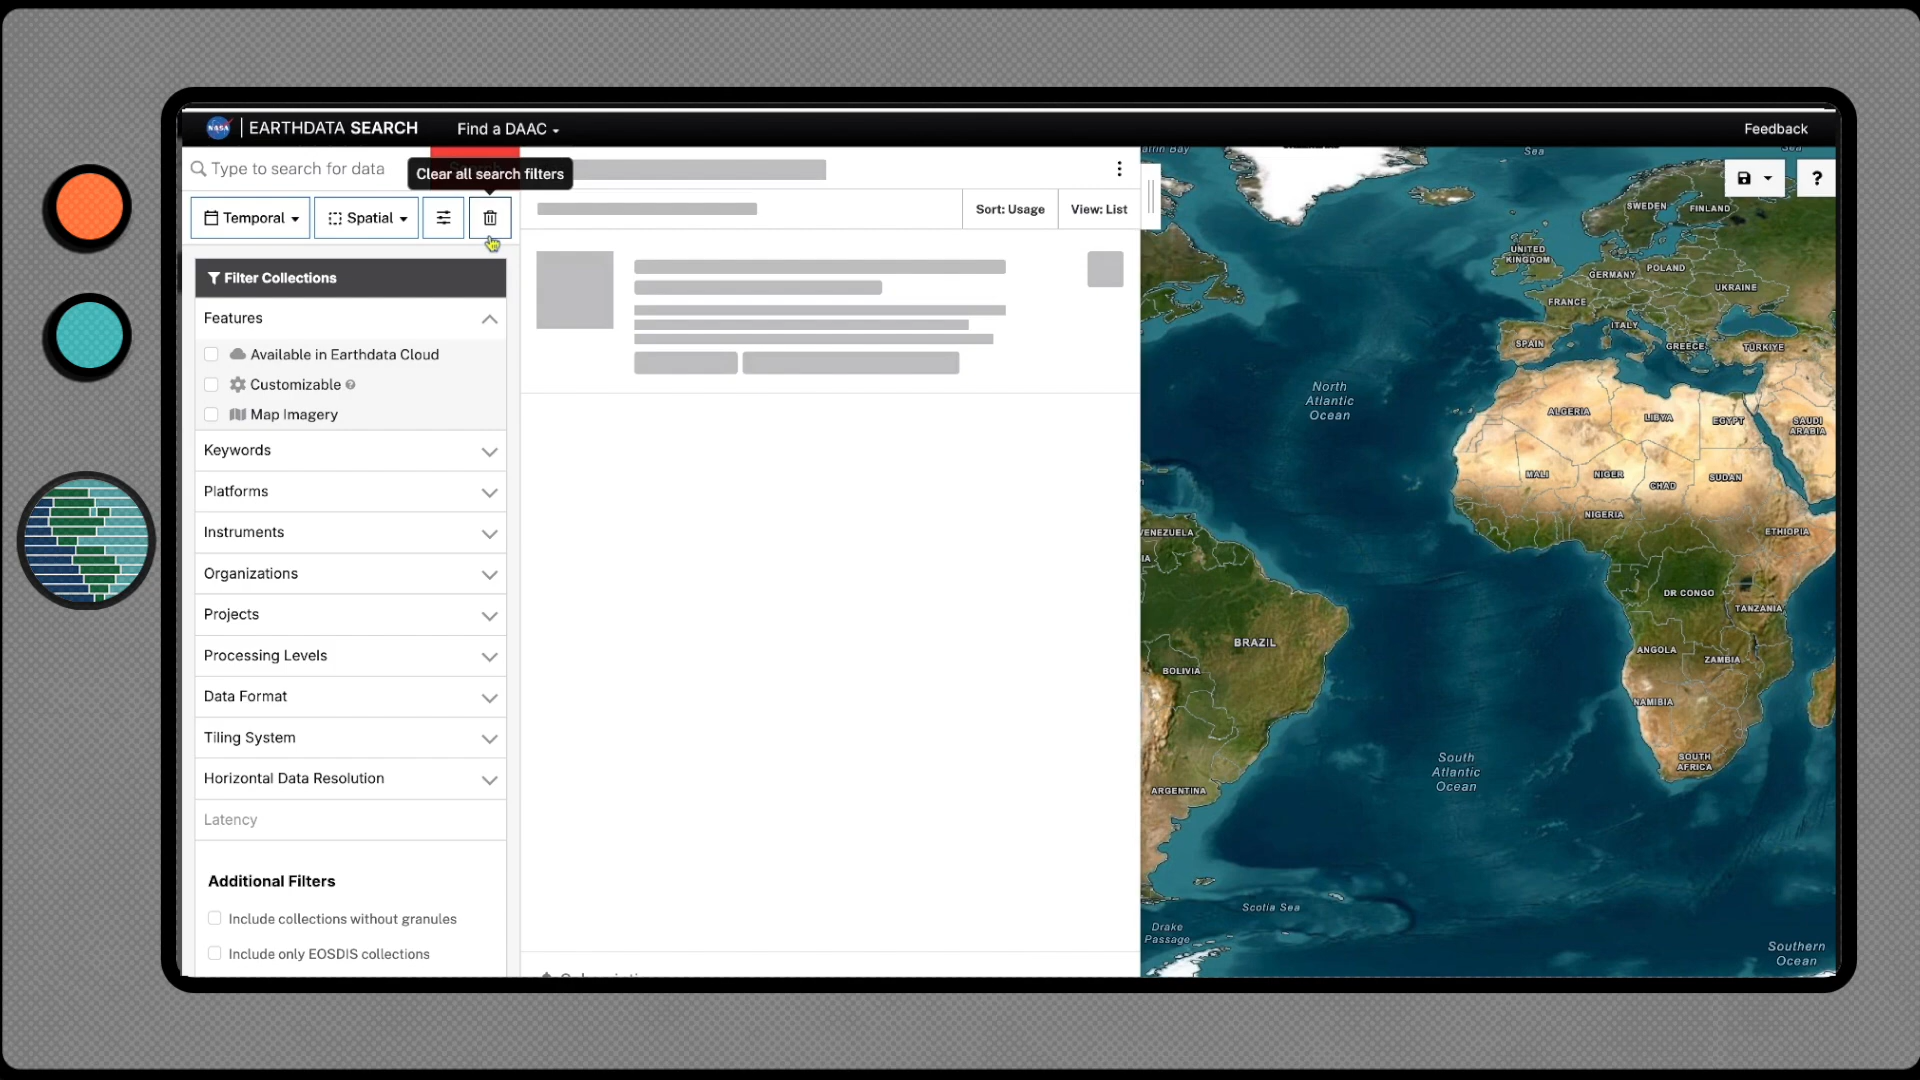 NASA
EARTHDATA SEARCH
Find a DAAC
Feedback
Type to search for data
Clear all search filters
Temporal
Spatial
Sort: Usage
View: List
Filter Collections
Features
Available in Earthdata Cloud
Customizable
Map Imagery
Keywords
Platforms
Instruments
Organizations
Projects
Processing Levels
Data Format
Tiling System
Horizontal Data Resolution
Latency
Additional Filters
Include collections without granules
Include only EOSDIS collections
Sea
?
SWEDEN
FINLAND
UNITED
KINGDOM
GERMANY
POLAND
UKRAINE
FRANCE
ITALY
SPAIN
GREECE
TÜRKIYE
North
Atlantic
Ocean
ALGERIA
LIBYA
EGYPT
SAUDI
ARABIA
MALI
NIGER
CHAD
SUDAN
NIGERIA
ETHIOPIA
VENEZUELA
DR CONGO
TANZANIA
BRAZIL
ANGOLA
ZAMBIA
BOLIVIA
NAMIBIA
SOUTH
AFRICA
South
Atlantic
Ocean
ARGENTINA
Scotia Sea
Drake
Passage
Southern
Ocean